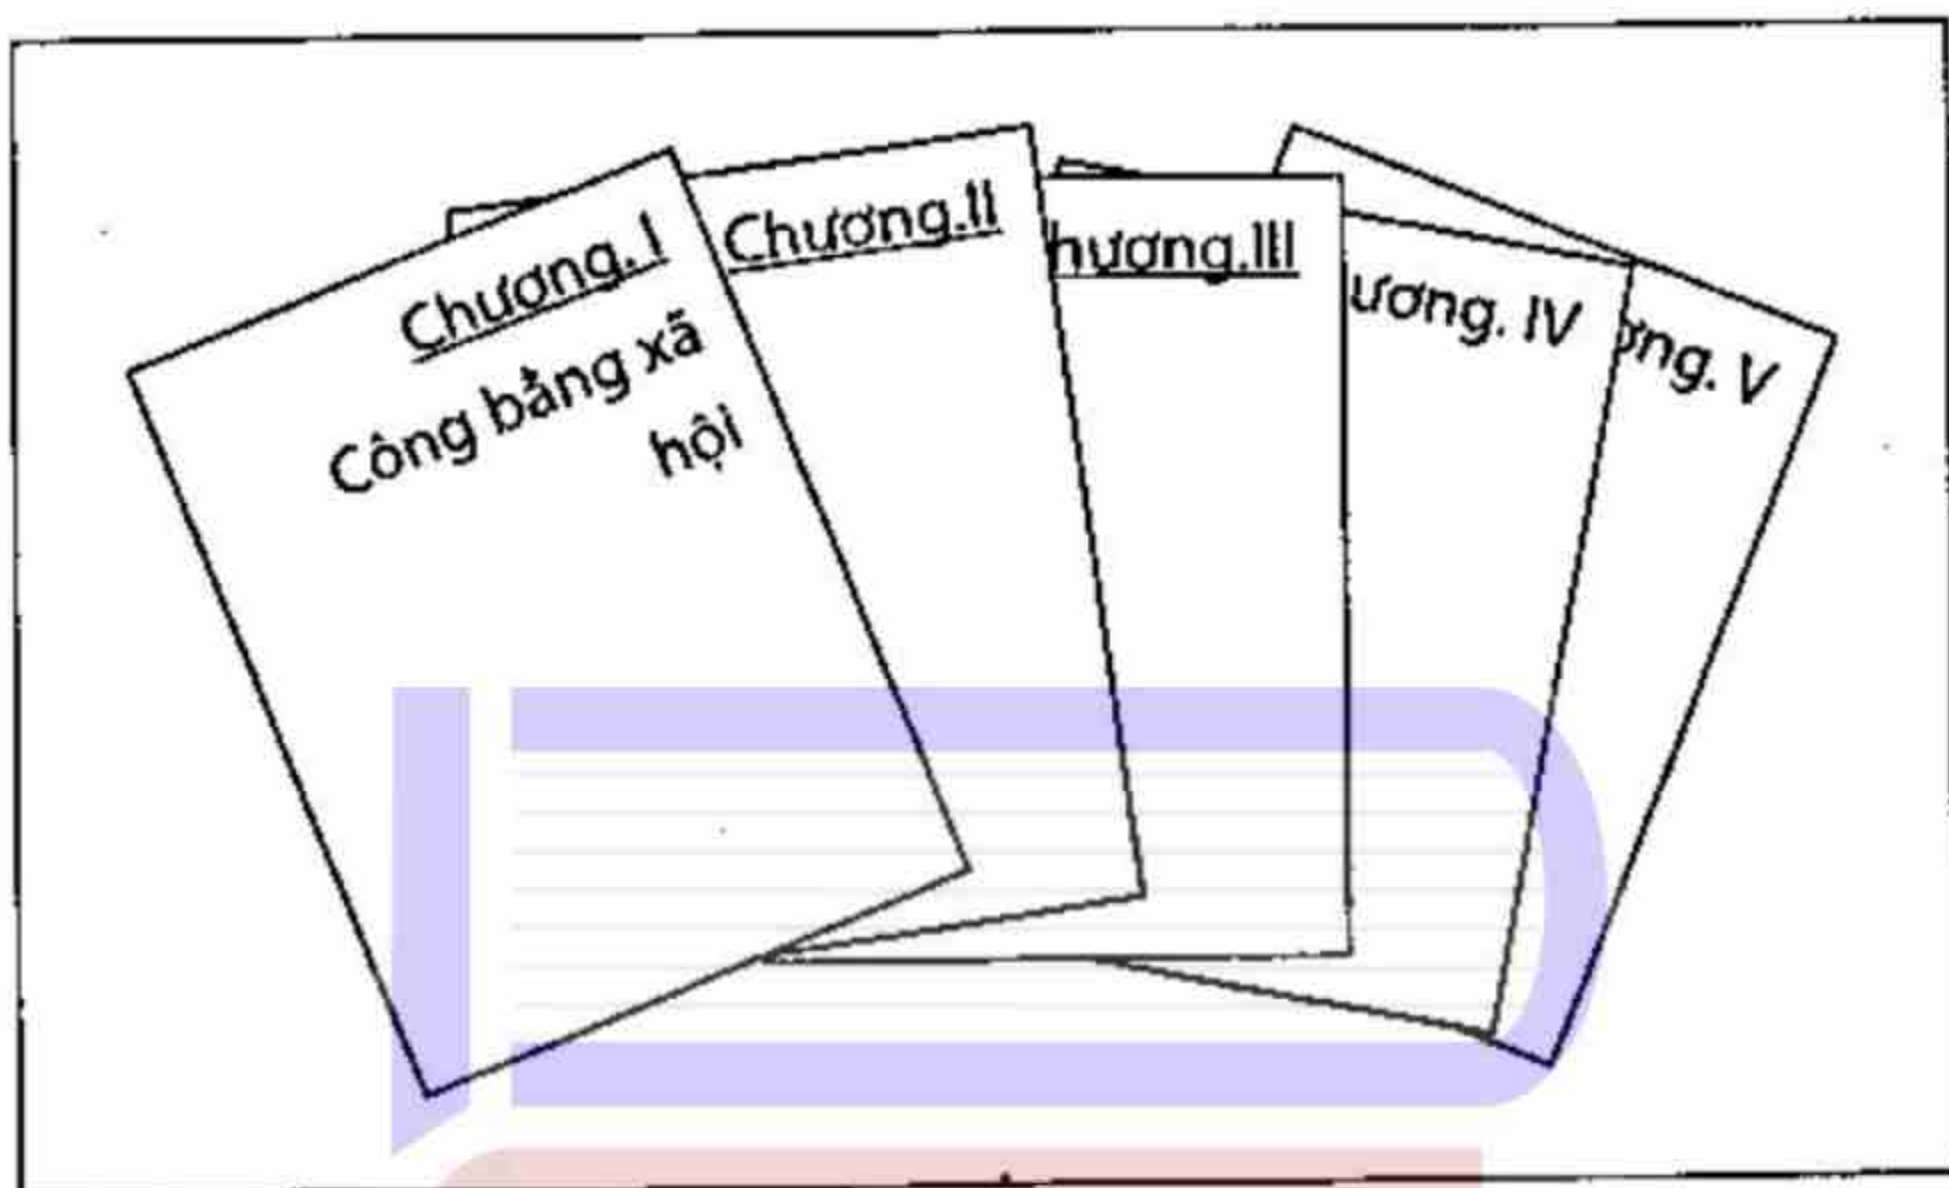 Chương. I
Công bằng xã
hội
Chương.II
hương.III
ương. IV
ơng. V